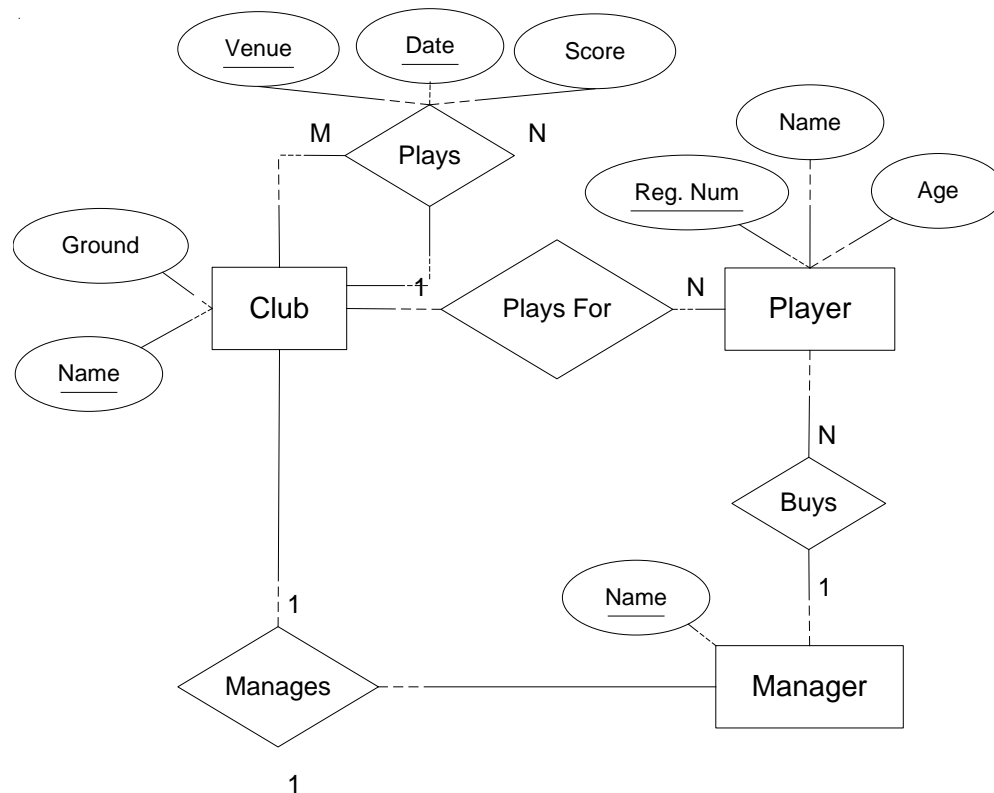 Venue
Date
Score
M
Plays
N
Name
Reg. Num
Age
Ground
Club
1
Plays For
N
Player
Name
N
Buys
1
Name
1
Manages
Manager
1